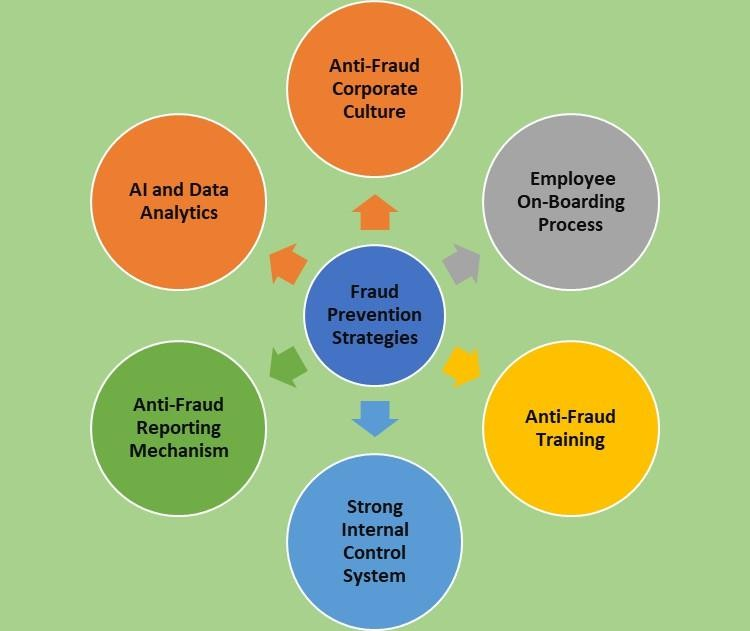 Anti-Fraud
Corporate
Culture
Employee
On-Boarding
Process
Anti-Fraud
Training
Strong
Internal
Control
System
Anti-Fraud
Reporting
Mechanism
AI and Data
Analytics
Fraud
Prevention
Strategies